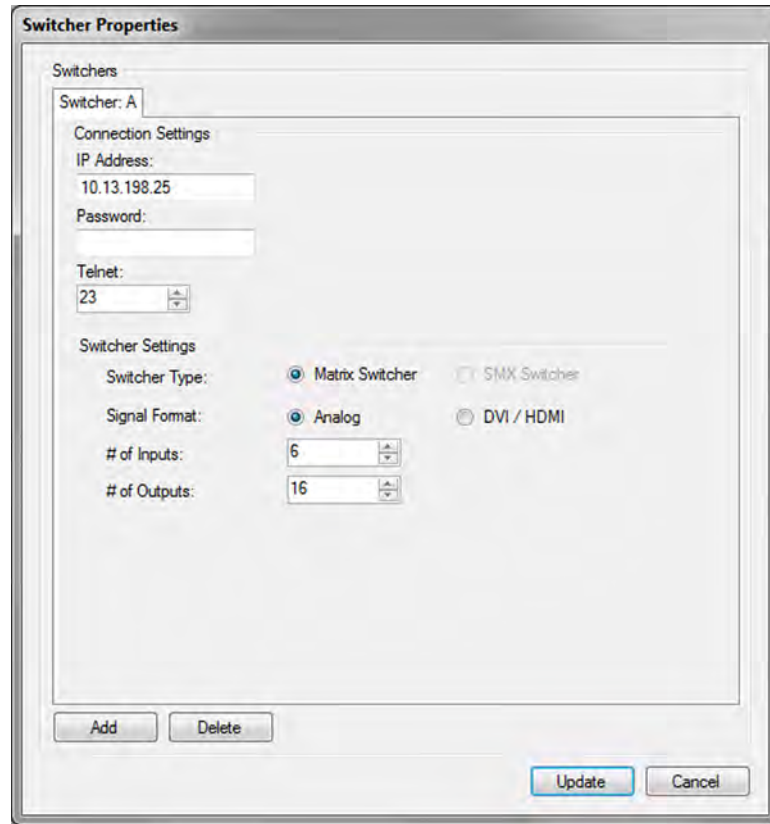 Switcher Properties
Switchers
Switcher: A
Connection Settings
IP Address:
10.13.198.25
Password:
Telnet:
23
Switcher Settings
Switcher Type: Matrix Switcher SMX Switcher
Signal Format: Analog DVI / HDMI
# of Inputs: 6
# of Outputs: 16
Add Delete
Update Cancel